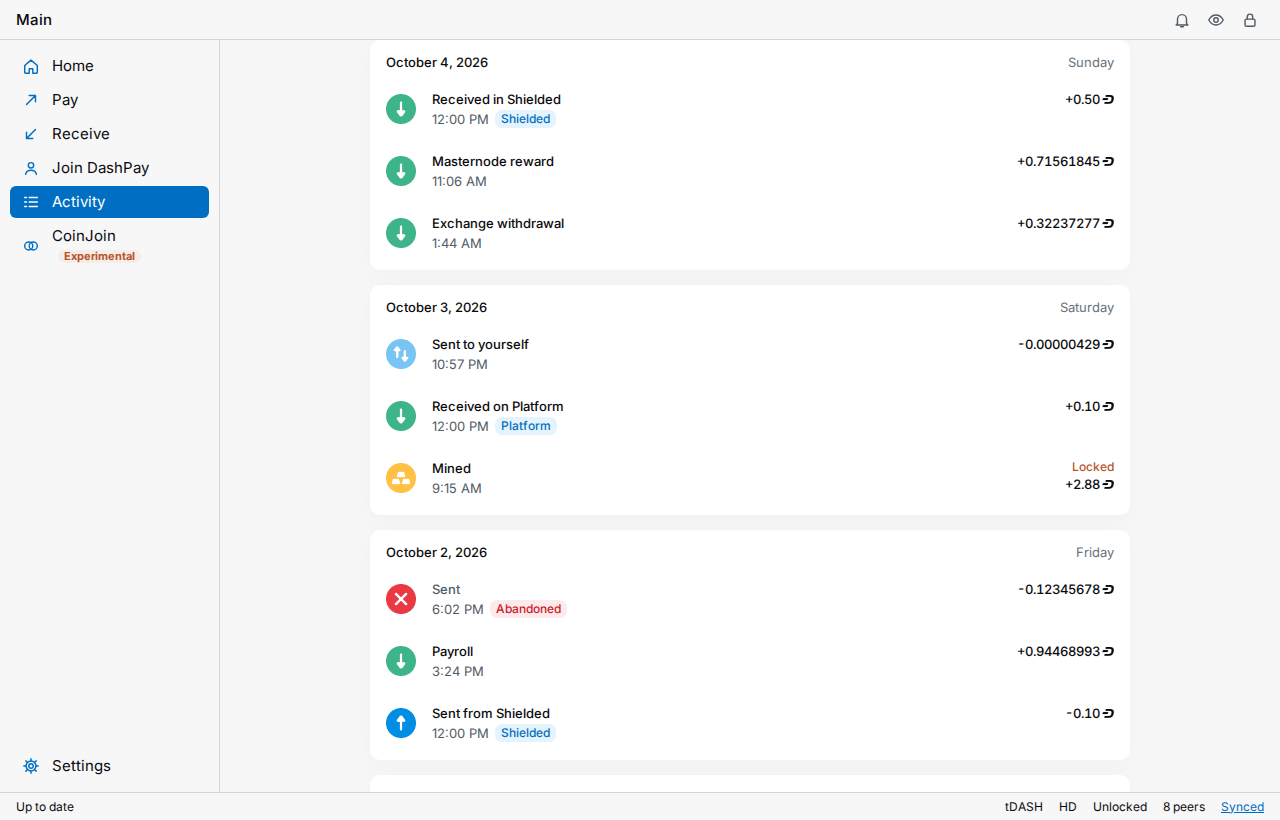 Main
Home
Pay
Receive
Join DashPay
Activity
CoinJoin
Experimental
Settings
October 4, 2026 Sunday
Received in Shielded +0.50
12:00 PM Shielded
Masternode reward +0.71561845
11:06 AM
Exchange withdrawal +0.32237277
1:44 AM
October 3, 2026 Saturday
Sent to yourself -0.00000429
10:57 PM
Received on Platform +0.10
12:00 PM Platform
Mined Locked
9:15 AM +2.88
October 2, 2026 Friday
Sent -0.12345678
6:02 PM Abandoned
Payroll +0.94468993
3:24 PM
Sent from Shielded -0.10
12:00 PM Shielded
Up to date tDASH HD Unlocked 8 peers Synced